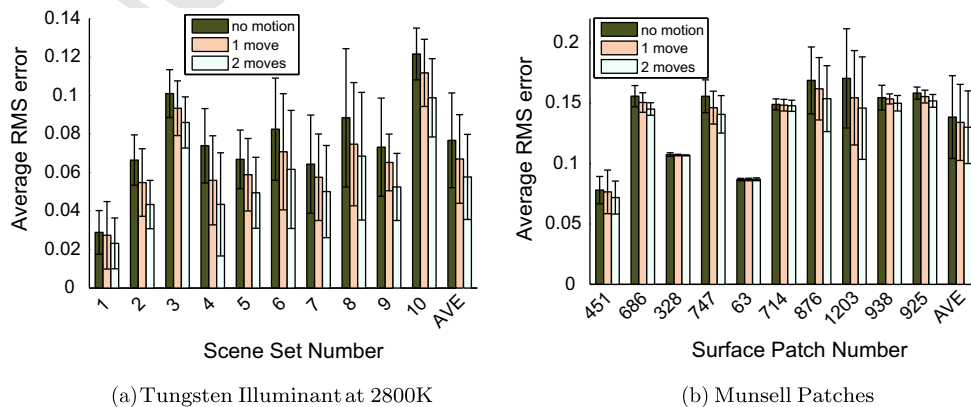 0.14
0.12
0.1
0.08
0.06
0.04
0.02
0
Average RMS error
no motion
1 move
2 moves
1
2
3
4
5
6
7
8
9
10
AVE
Scene Set Number
(a) Tungsten Illuminant at 2800K
0.2
0.15
0.1
0.05
0
Average RMS error
no motion
1 move
2 moves
451
686
328
747
63
714
876
1203
938
925
AVE
Surface Patch Number
(b) Munsell Patches